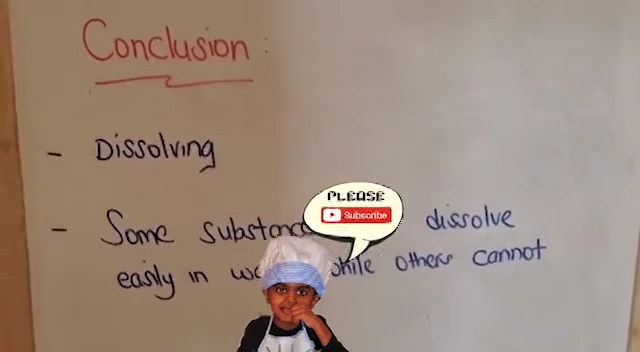 Conclusion :
- Dissolving
PLEASE
Subscribe
- Some dissolve
easily in while others cannot